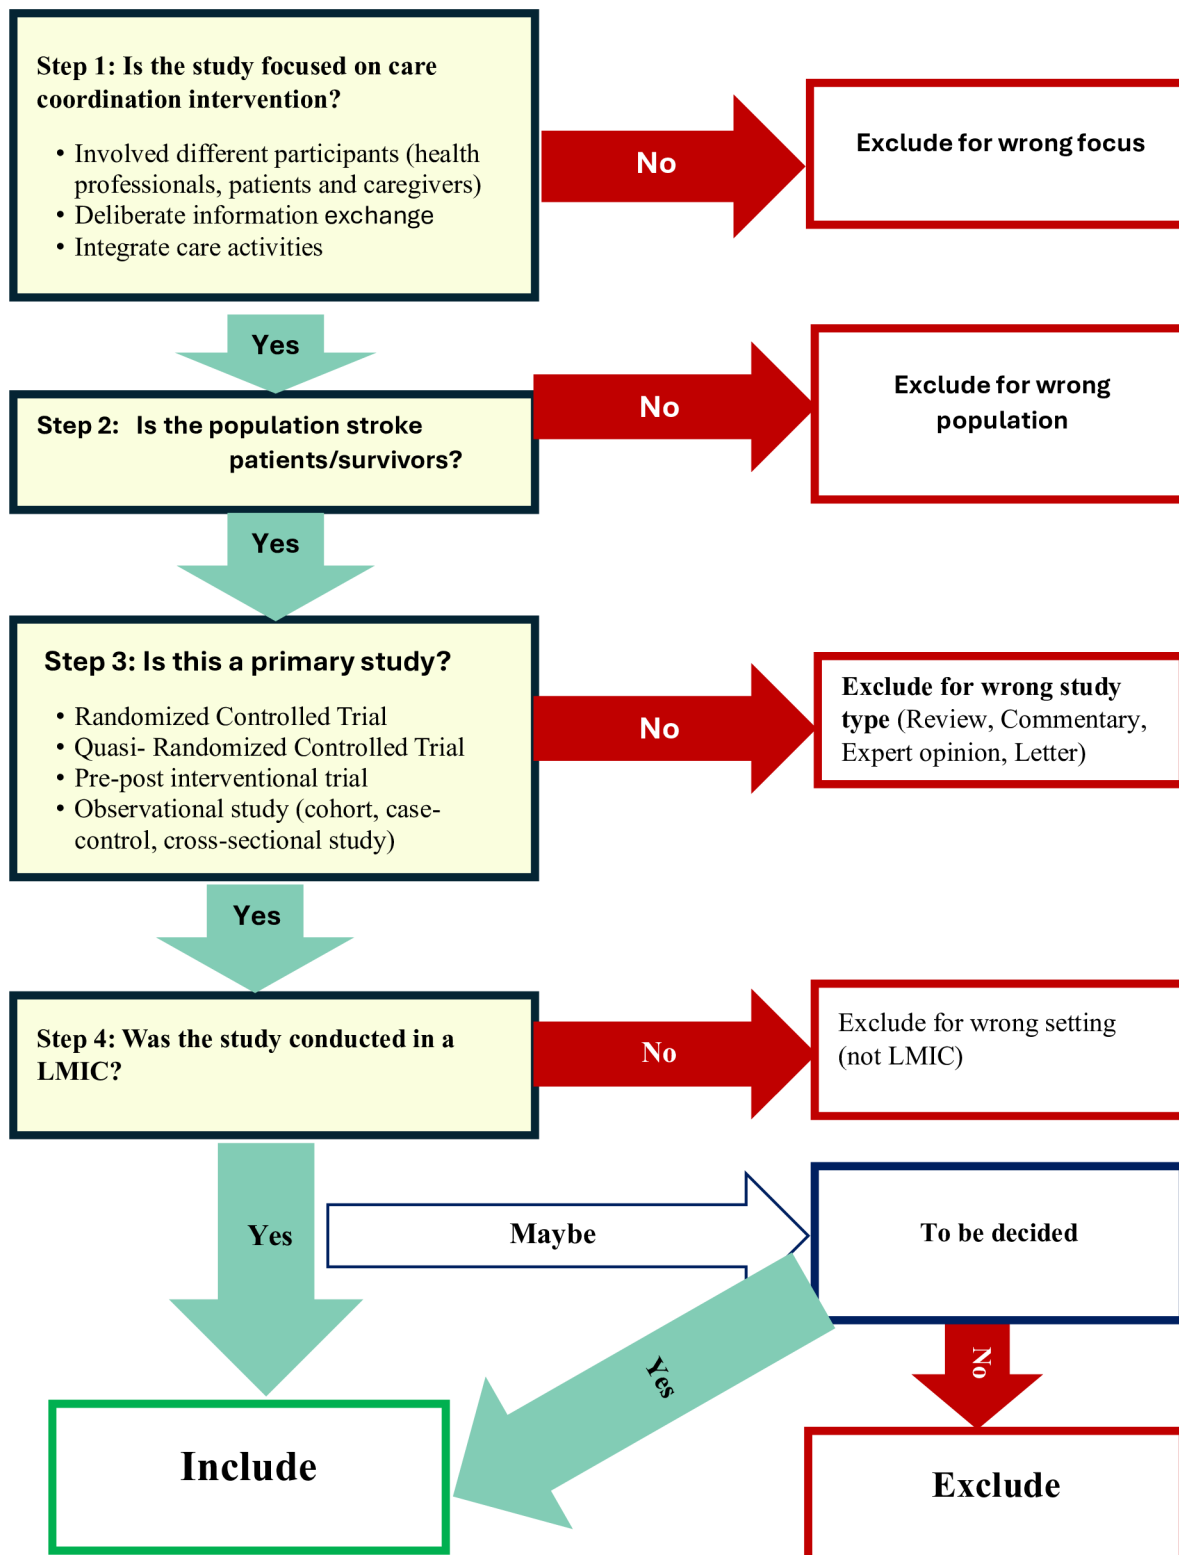 Step 1: Is the study focused on care
coordination intervention?
• Involved different participants (health
professionals, patients and caregivers)
• Deliberate information exchange
• Integrate care activities
No
Exclude for wrong focus
Yes
Step 2: Is the population stroke
patients/survivors?
No
Exclude for wrong
population
Yes
Step 3: Is this a primary study?
• Randomized Controlled Trial
• Quasi- Randomized Controlled Trial
• Pre-post interventional trial
• Observational study (cohort, case-
control, cross-sectional study)
No
Exclude for wrong study
type (Review, Commentary,
Expert opinion, Letter)
Yes
Step 4: Was the study conducted in a
LMIC?
No
Exclude for wrong setting
(not LMIC)
Yes
Maybe
To be decided
Yes
No
Include
Exclude